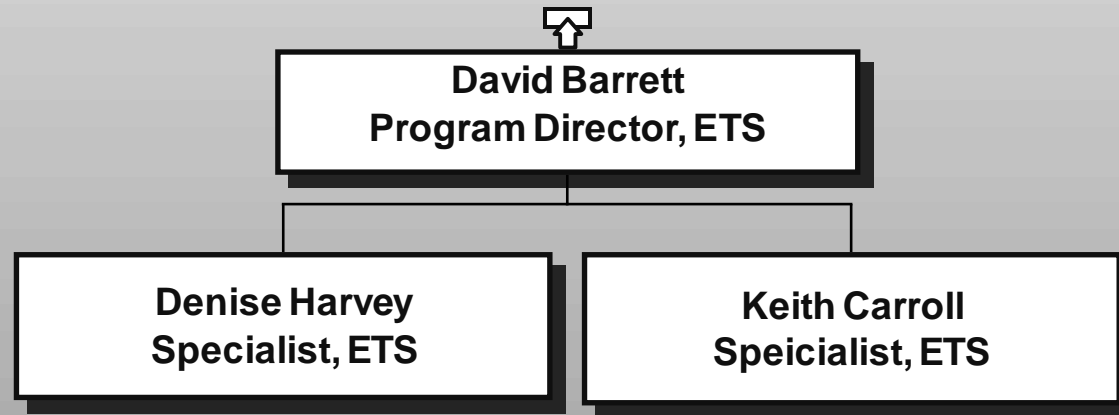 David Barrett
Program Director, ETS
Denise Harvey
Specialist, ETS
Keith Carroll
Speicialist, ETS